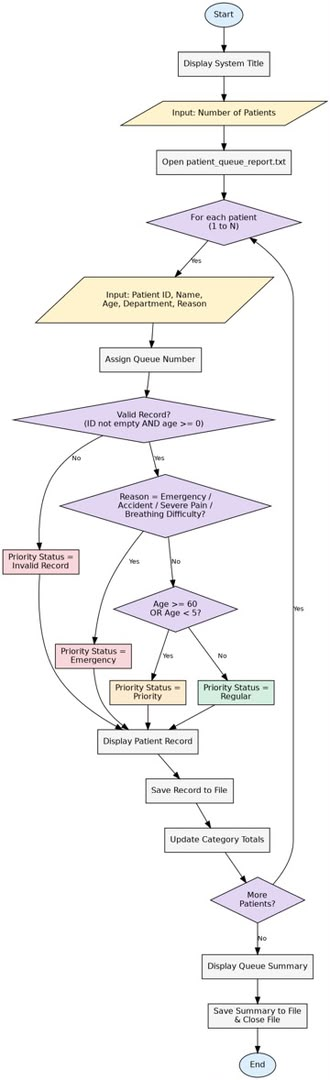 Start
Display System Title
Input: Number of Patients
Open patient_queue_report.txt
For each patient
(1 to N)
Yes
Input: Patient ID, Name,
Age, Department, Reason
Assign Queue Number
Valid Record?
(ID not empty AND age >= 0)
No
Yes
Reason = Emergency /
Accident / Severe Pain /
Breathing Difficulty?
Priority Status =
Invalid Record
Yes
No
Age >= 60
OR Age < 5?
Yes
Priority Status =
Emergency
Yes
No
Priority Status =
Priority
Priority Status =
Regular
Display Patient Record
Save Record to File
Update Category Totals
More
Patients?
No
Display Queue Summary
Save Summary to File
& Close File
End